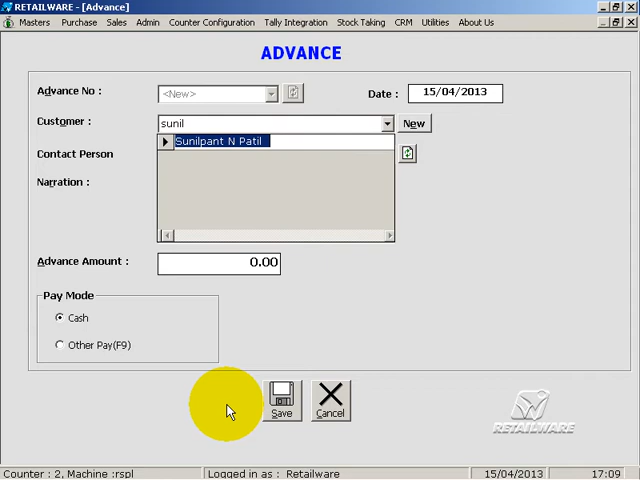 RETAILWARE - [Advance]
Masters Purchase Sales Admin Counter Configuration Tally Integration Stock Taking CRM Utilities About Us
ADVANCE
Advance No : <New> Date : 15/04/2013
Customer : sunil New
Sunilpant N Patil
Contact Person
Narration :
Advance Amount : 0.00
Pay Mode
Cash
Other Pay(F9)
Save Cancel
RETAILWARE
Counter : 2, Machine :rspl Logged in as : Retailware 15/04/2013 17:09